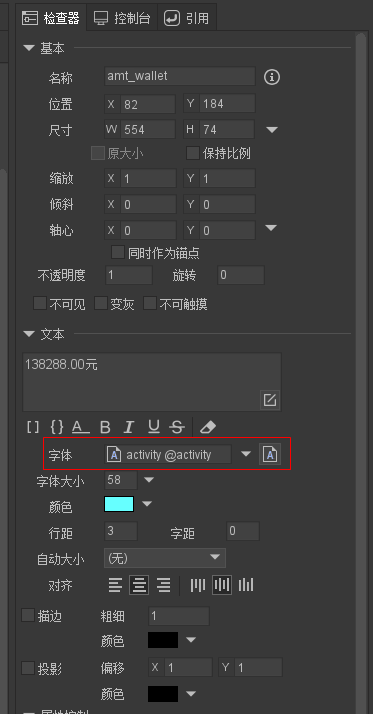 检查器 控制台 引用
基本
名称 amt_wallet
位置 X 82 Y 184
尺寸 W 554 H 74
原大小 保持比例
缩放 X 1 Y 1
倾斜 X 0 Y 0
轴心 X 0 Y 0
同时作为锚点
不透明度 1 旋转 0
不可见 变灰 不可触摸
文本
138288.00元
[] {} A B I U S
字体 A activity @activity A
字体大小 58
颜色
行距 3 字距 0
自动大小 (无)
对齐
描边 粗细 1
颜色
投影 偏移 X 1 Y 1
颜色
属性控制